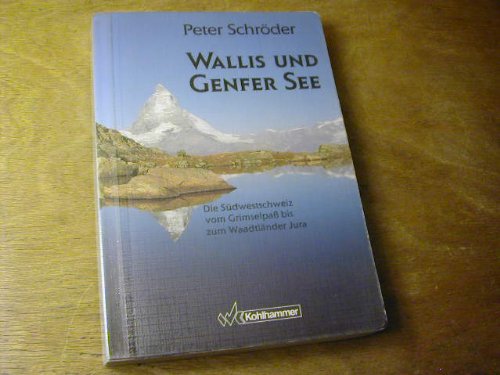 Peter Schröder
WALLIS UND
GENFER SEE
Die Südwestschweiz
vom Grimselpaß bis
zum Waadtländer Jura
Kohlhammer